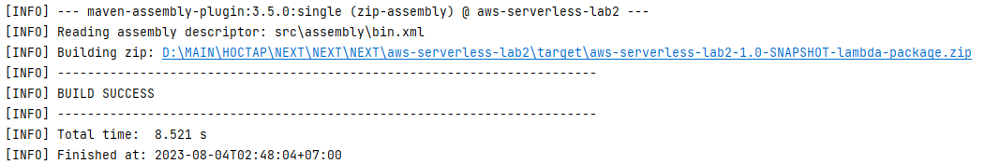 [INFO] --- maven-assembly-plugin:3.5.0:single (zip-assembly) @ aws-serverless-lab2 ---
[INFO] Reading assembly descriptor: src\assembly\bin.xml
[INFO] Building zip: D:\MAIN\HOCTAP\NEXT\NEXT\NEXT\aws-serverless-lab2\target\aws-serverless-lab2-1.0-SNAPSHOT-lambda-package.zip
[INFO] ------------------------------------------------------------------------
[INFO] BUILD SUCCESS
[INFO] ------------------------------------------------------------------------
[INFO] Total time:  8.521 s
[INFO] Finished at: 2023-08-04T02:48:04+07:00